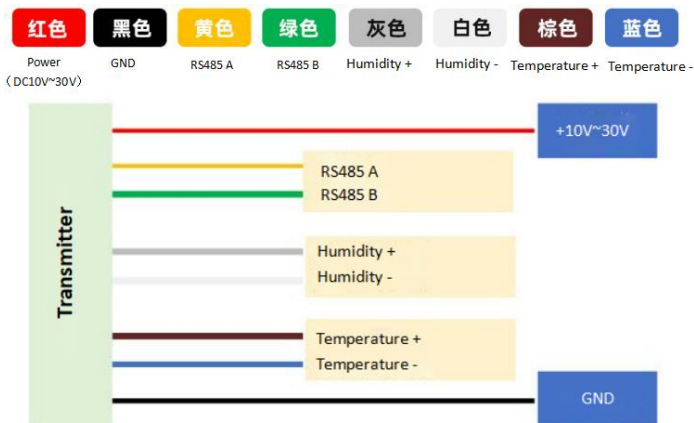 红色 黑色 黄色 绿色 灰色 白色 棕色 蓝色
Power GND RS485 A RS485 B Humidity + Humidity - Temperature + Temperature -
（DC10V~30V）
+10V~30V
RS485 A
RS485 B
Transmitter
Humidity +
Humidity -
Temperature +
Temperature -
GND